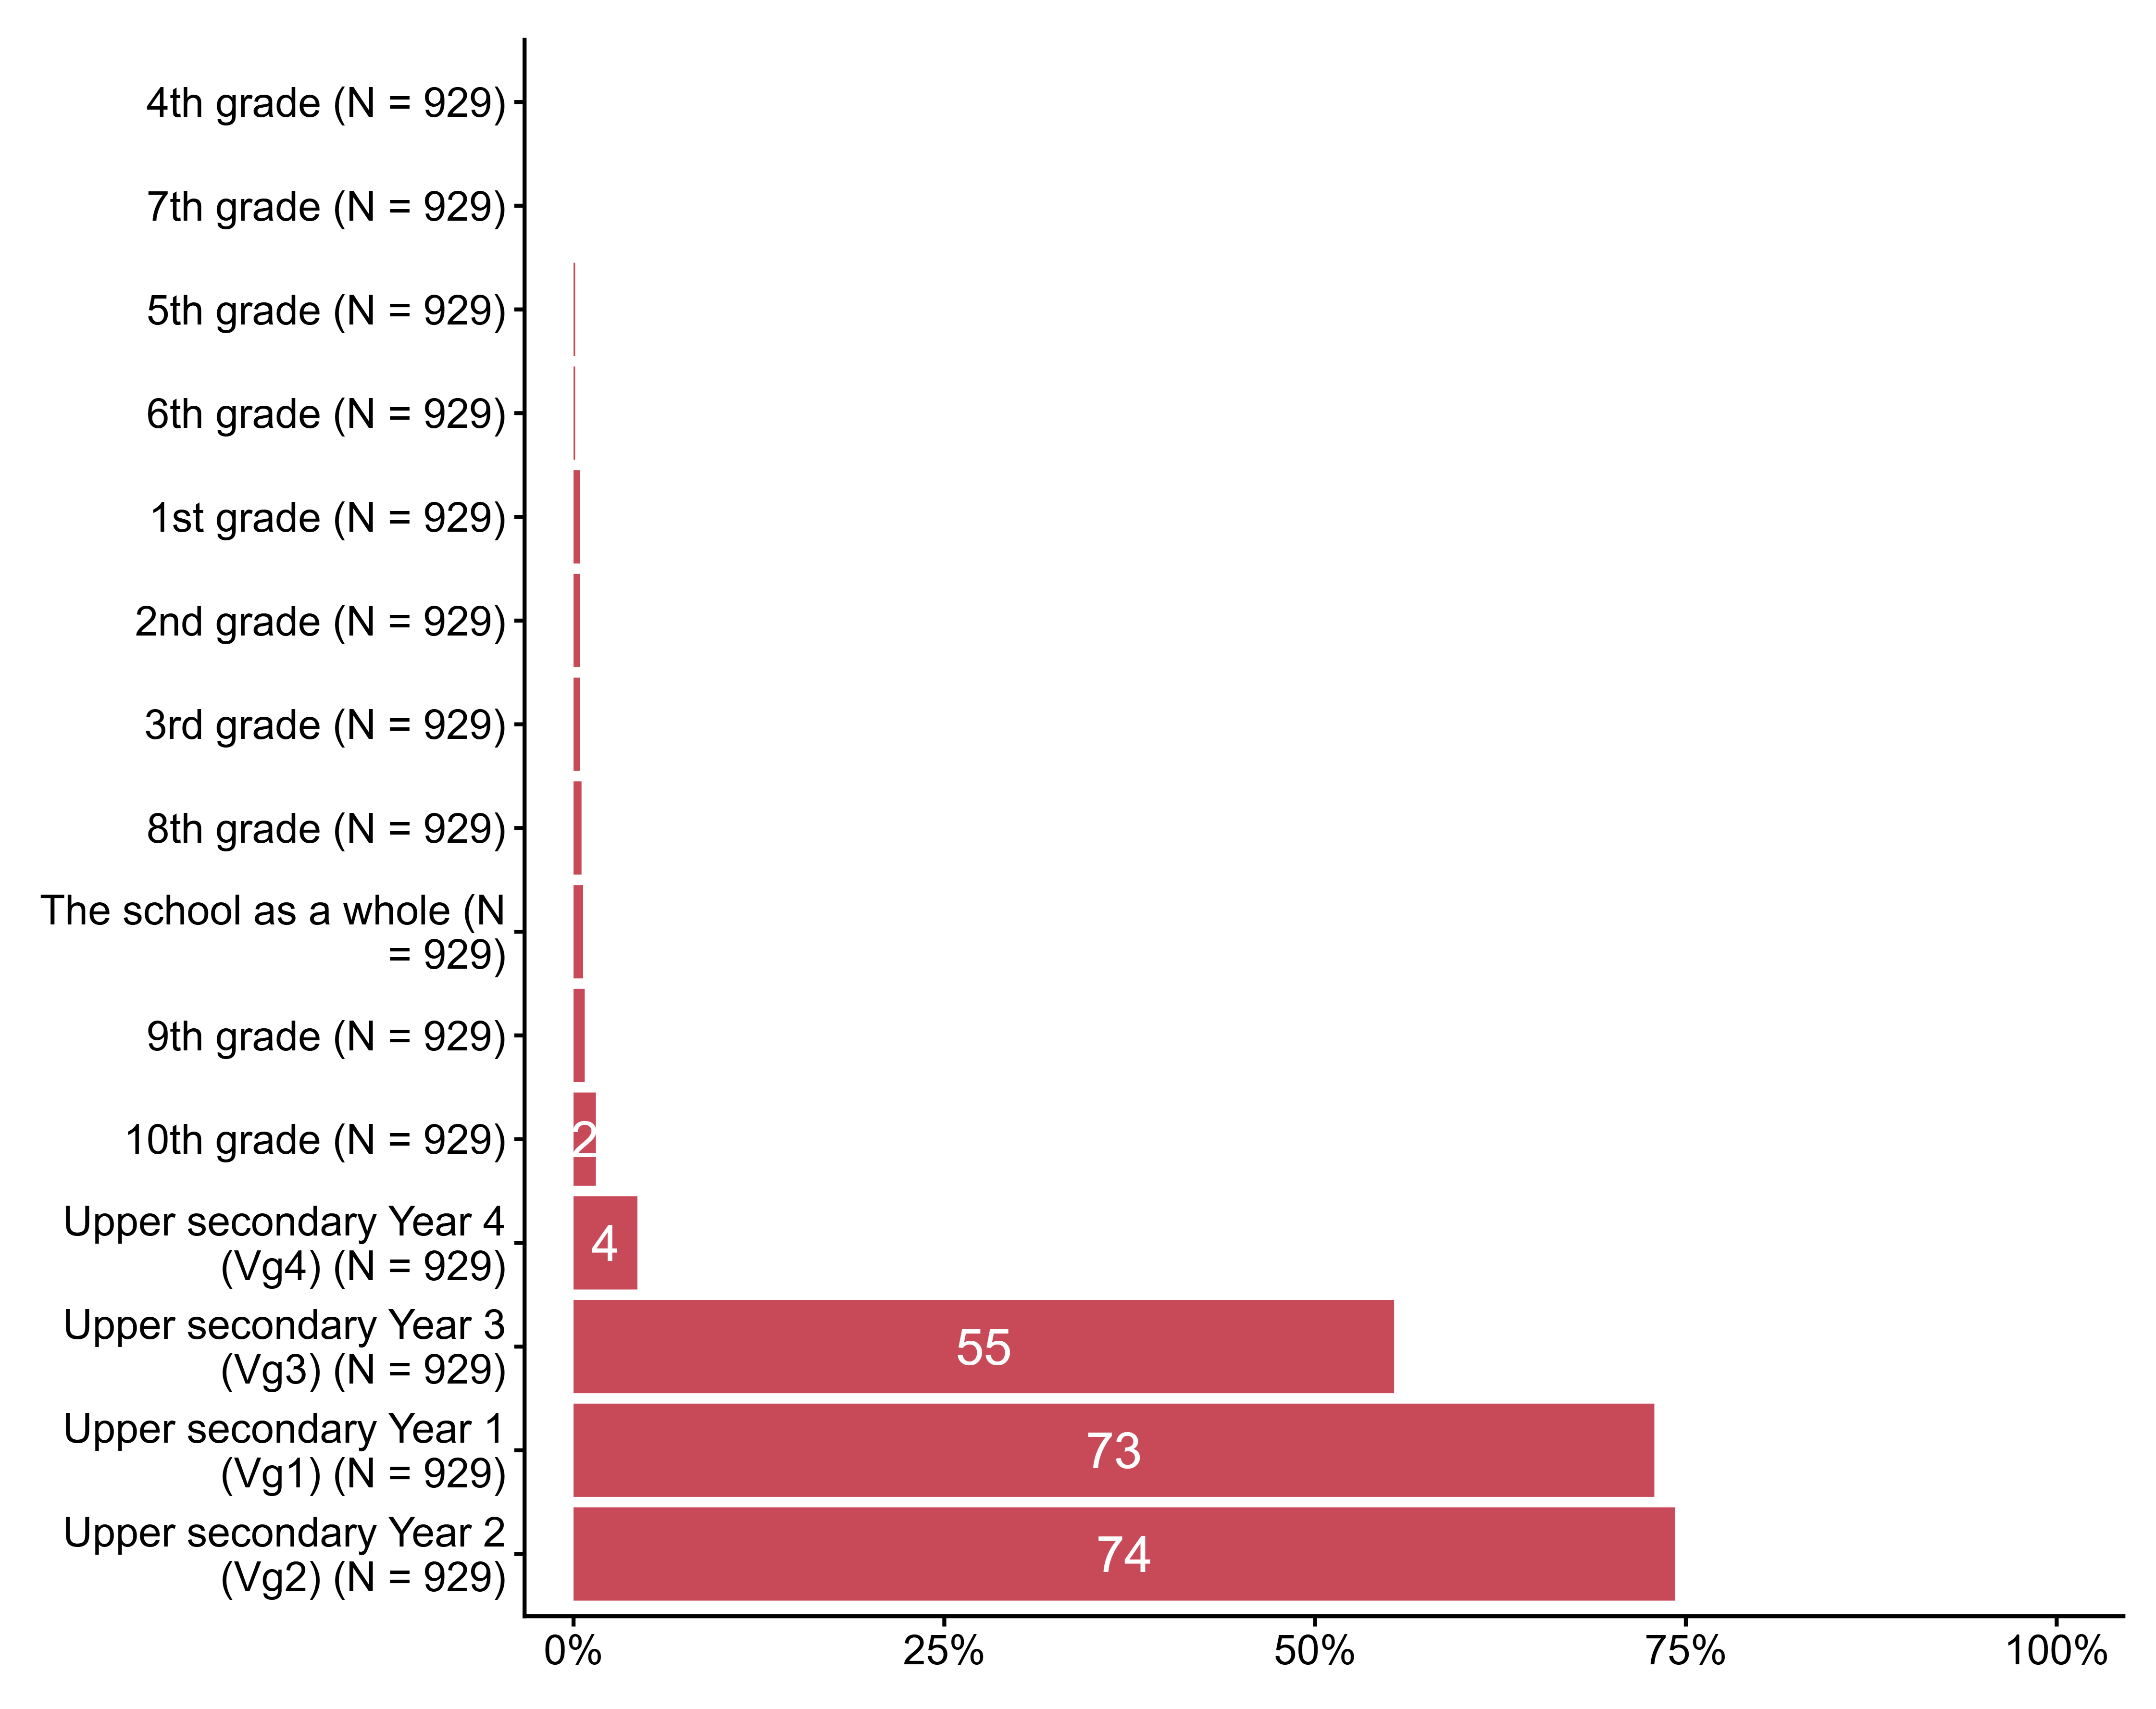 4th grade (N = 929)
7th grade (N = 929)
5th grade (N = 929)
6th grade (N = 929)
1st grade (N = 929)
2nd grade (N = 929)
3rd grade (N = 929)
8th grade (N = 929)
The school as a whole (N
= 929)
9th grade (N = 929)
10th grade (N = 929)
2
Upper secondary Year 4
(Vg4) (N = 929)
4
Upper secondary Year 3
(Vg3) (N = 929)
55
Upper secondary Year 1
(Vg1) (N = 929)
73
Upper secondary Year 2
(Vg2) (N = 929)
74
0% 25% 50% 75% 100%